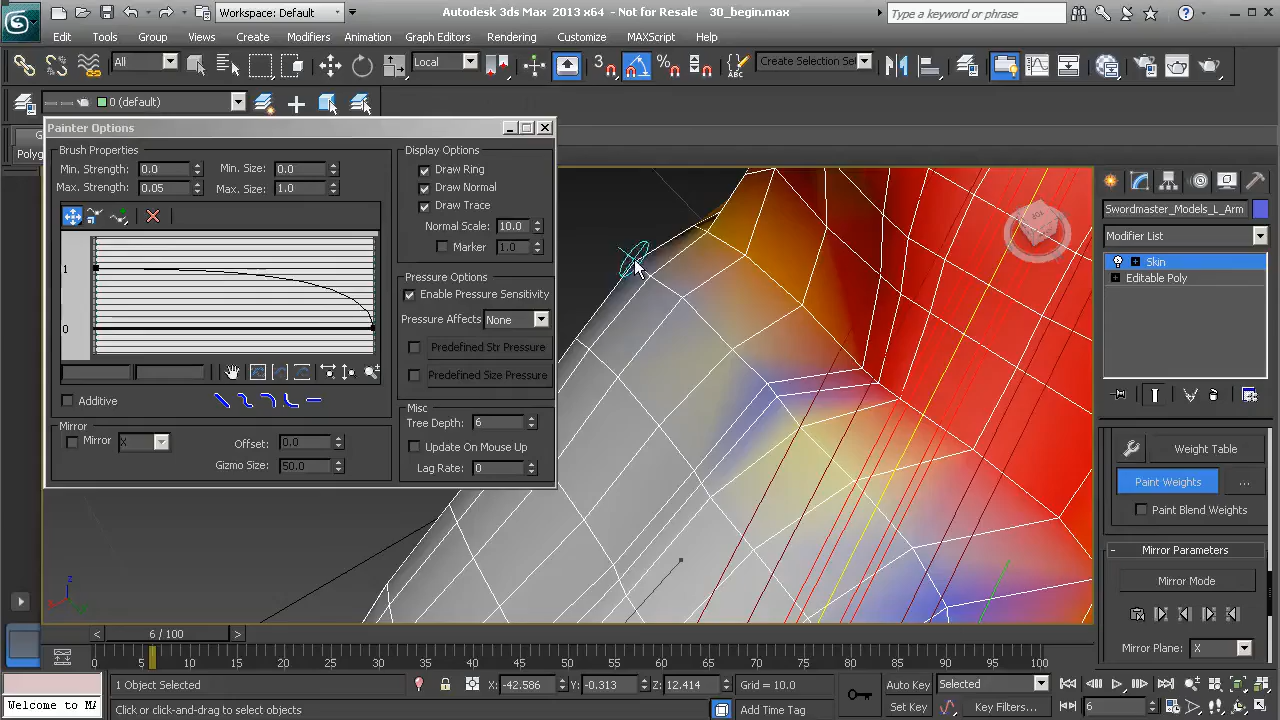 Workspace: Default
Autodesk 3ds Max 2013 x64 - Not for Resale 30_begin.max
Type a keyword or phrase
Edit Tools Group Views Create Modifiers Animation Graph Editors Rendering Customize MAXScript Help
All
Local
3
Create Selection Se
0 (default)
Painter Options
Polyg
Brush Properties
Min. Strength: 0.0 Min. Size: 0.0
Max. Strength: 0.05 Max. Size: 1.0
1
0
Additive
Mirror
Mirror X Offset: 0.0
Gizmo Size: 50.0
Display Options
Draw Ring
Draw Normal
Draw Trace
Normal Scale: 10.0
Marker 1.0
Pressure Options
Enable Pressure Sensitivity
Pressure Affects None
Predefined Str Pressure
Predefined Size Pressure
Misc
Tree Depth: 6
Update On Mouse Up
Lag Rate: 0
TOP
Swordmaster_Models_L_Arm
Modifier List
Skin
Editable Poly
Weight Table
Paint Weights ...
Paint Blend Weights
Mirror Parameters
Mirror Mode
Mirror Plane: X
z
< 6 / 100 >
0 5 10 15 20 25 30 35 40 45 50 55 60 65 70 75 80 85 90 95 100
1 Object Selected X: -42.586 Y: -0.313 Z: 12.414 Grid = 10.0 Auto Key Selected
Welcome to MA Click or click-and-drag to select objects Add Time Tag Set Key Key Filters... 6